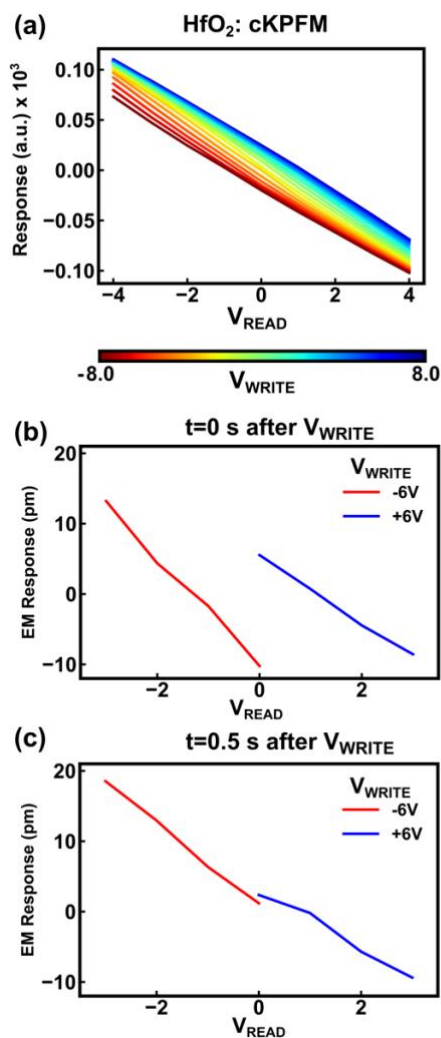 (a)
HfO₂: cKPFM
Response (a.u.) x 10³
0.10
0.05
0.00
−0.05
−0.10
−4 −2 0 2 4
V_READ
-8.0 8.0
V_WRITE
(b)
t=0 s after V_WRITE
EM Response (pm)
20
10
0
−10
V_WRITE
-6V
+6V
−2 0 2
V_READ
(c)
t=0.5 s after V_WRITE
EM Response (pm)
20
10
0
−10
V_WRITE
-6V
+6V
−2 0 2
V_READ